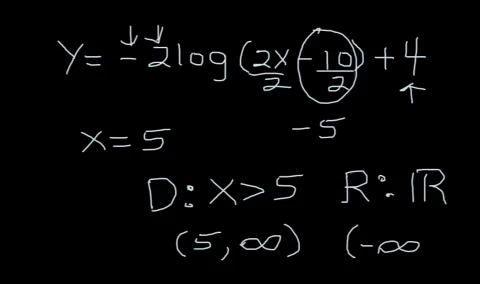 ↓ ↓
Y = -2log(2x/2 - 10/2) + 4
↑
x = 5 -5
D: x > 5 R: ℝ
(5, ∞) (-∞